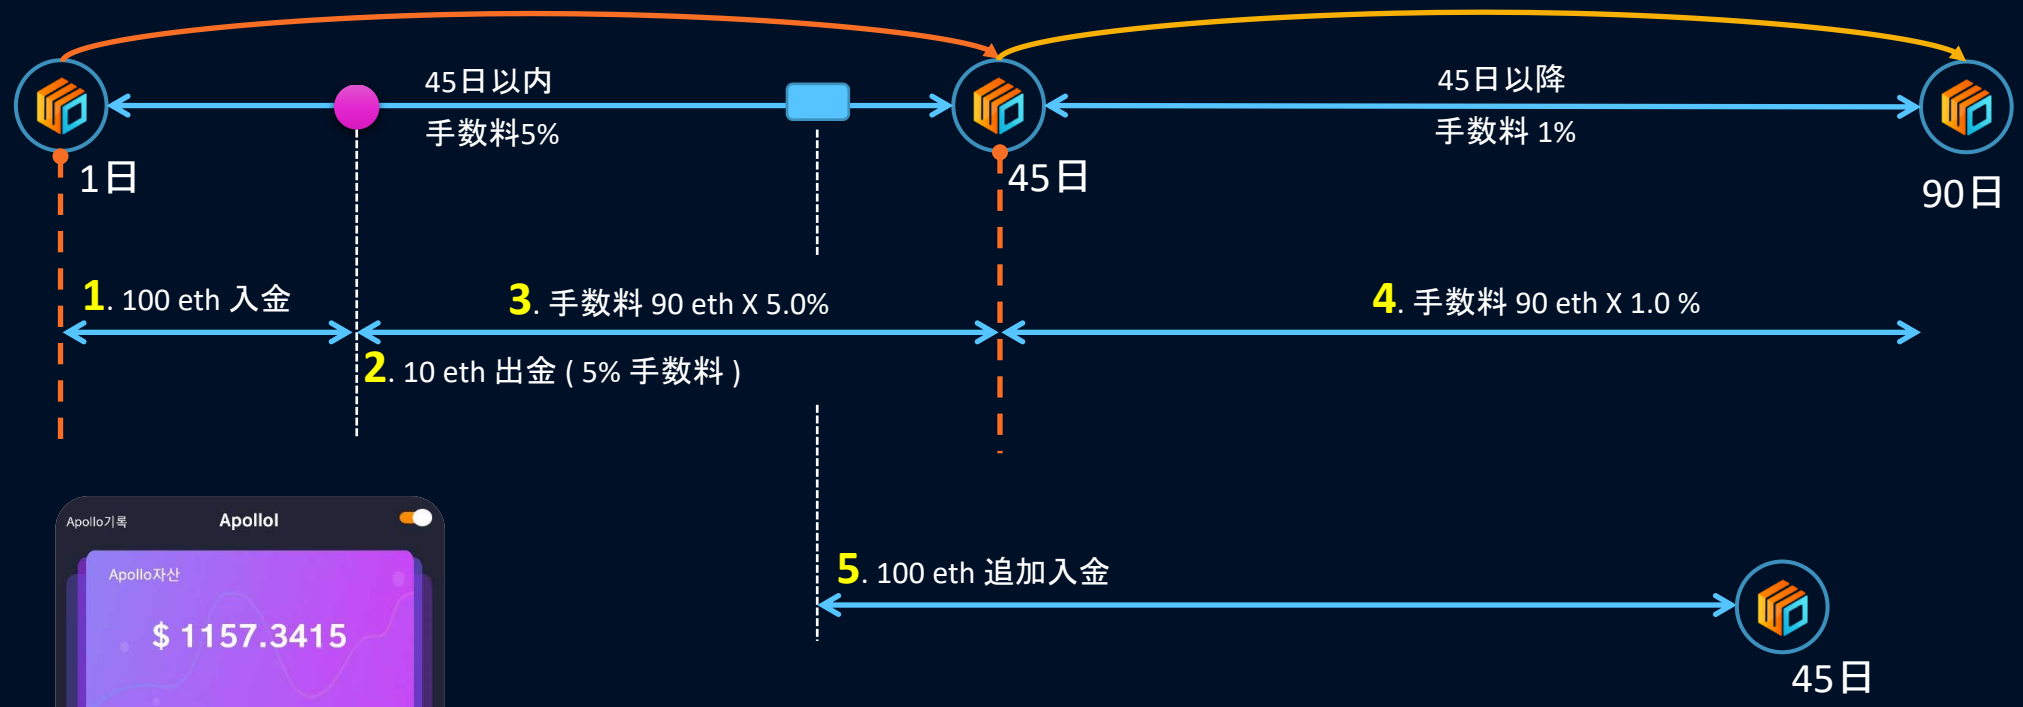 45日以内
手数料5%
45日以降
手数料 1%
1日
45日
90日
1. 100 eth 入金
3. 手数料 90 eth X 5.0%
4. 手数料 90 eth X 1.0 %
2. 10 eth 出金 ( 5% 手数料 )
Apollo기록
Apollol
Apollo자산
$ 1157.3415
5. 100 eth 追加入金
45日